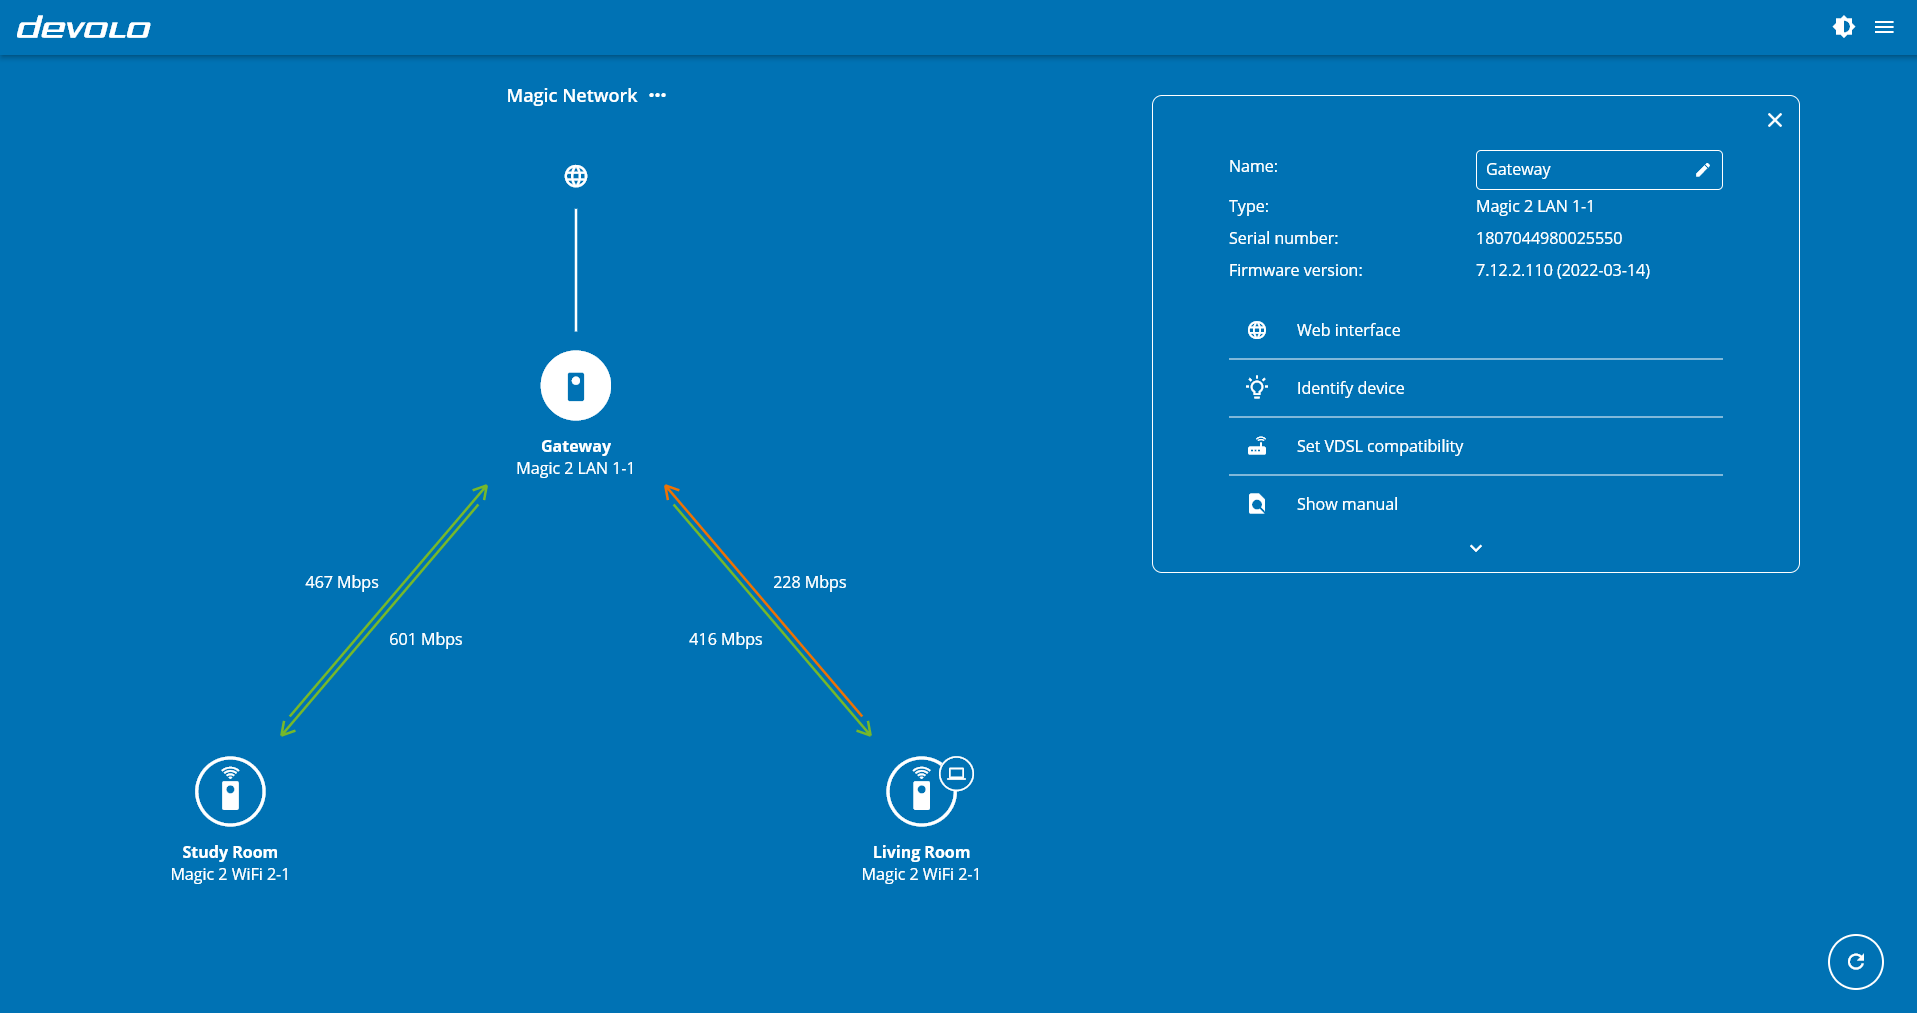 devolo
Magic Network ...
Gateway
Magic 2 LAN 1-1
467 Mbps
228 Mbps
601 Mbps
416 Mbps
Study Room
Magic 2 WiFi 2-1
Living Room
Magic 2 WiFi 2-1
Name: Gateway
Type: Magic 2 LAN 1-1
Serial number: 1807044980025550
Firmware version: 7.12.2.110 (2022-03-14)
Web interface
Identify device
Set VDSL compatibility
Show manual